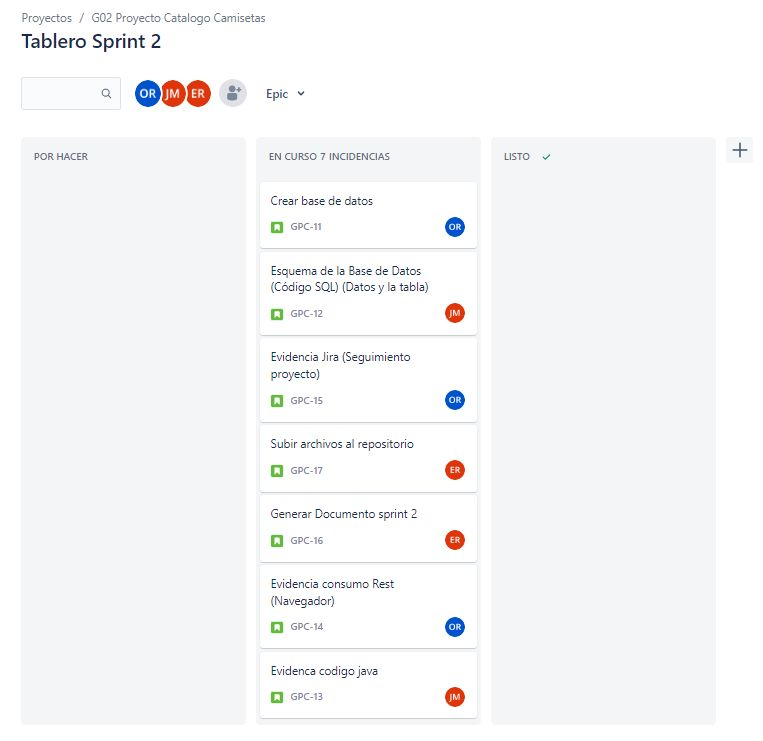 Proyectos / G02 Proyecto Catalogo Camisetas
Tablero Sprint 2
OR JM ER Epic
POR HACER
EN CURSO 7 INCIDENCIAS
Crear base de datos
GPC-11 OR
Esquema de la Base de Datos
(Código SQL) (Datos y la tabla)
GPC-12 JM
Evidencia Jira (Seguimiento
proyecto)
GPC-15 OR
Subir archivos al repositorio
GPC-17 ER
Generar Documento sprint 2
GPC-16 ER
Evidencia consumo Rest
(Navegador)
GPC-14 OR
Evidenca codigo java
GPC-13 JM
LISTO